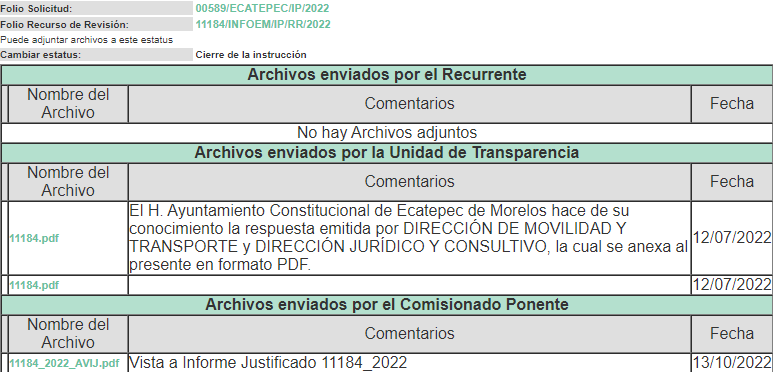 Folio Solicitud: 00589/ECATEPEC/IP/2022
Folio Recurso de Revisión: 11184/INFOEM/IP/RR/2022
Puede adjuntar archivos a este estatus
Cambiar estatus: Cierre de la instrucción
Archivos enviados por el Recurrente
Nombre del Archivo Comentarios Fecha
No hay Archivos adjuntos
Archivos enviados por la Unidad de Transparencia
Nombre del Archivo Comentarios Fecha
11184.pdf
El H. Ayuntamiento Constitucional de Ecatepec de Morelos hace de su
conocimiento la respuesta emitida por DIRECCIÓN DE MOVILIDAD Y
TRANSPORTE y DIRECCIÓN JURÍDICO Y CONSULTIVO, la cual se anexa al
presente en formato PDF.
12/07/2022
11184.pdf 12/07/2022
Archivos enviados por el Comisionado Ponente
Nombre del Archivo Comentarios Fecha
11184_2022_AVIJ.pdf Vista a Informe Justificado 11184_2022 13/10/2022